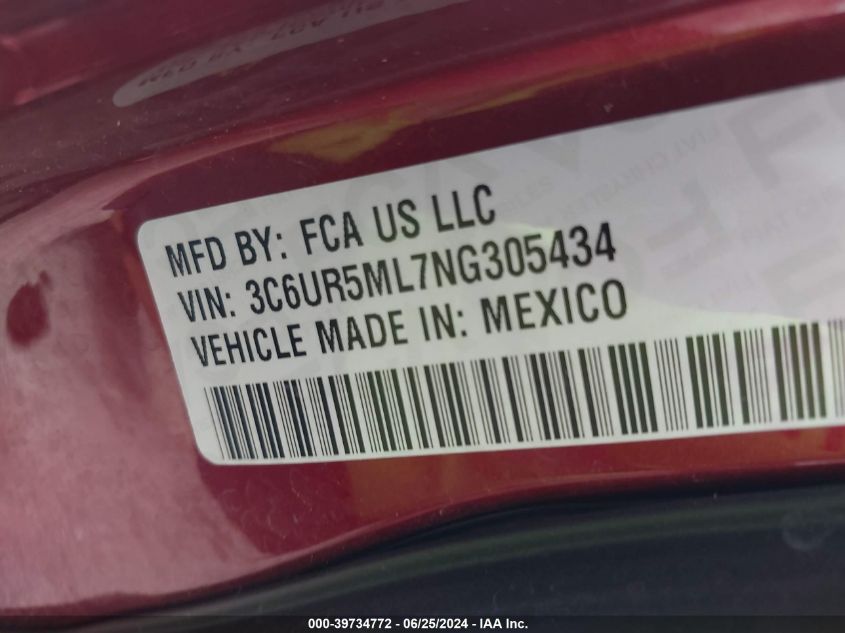 MFD BY: FCA US LLC
VIN: 3C6UR5ML7NG305434
VEHICLE MADE IN: MEXICO
000-39734772 - 06/25/2024 - IAA Inc.